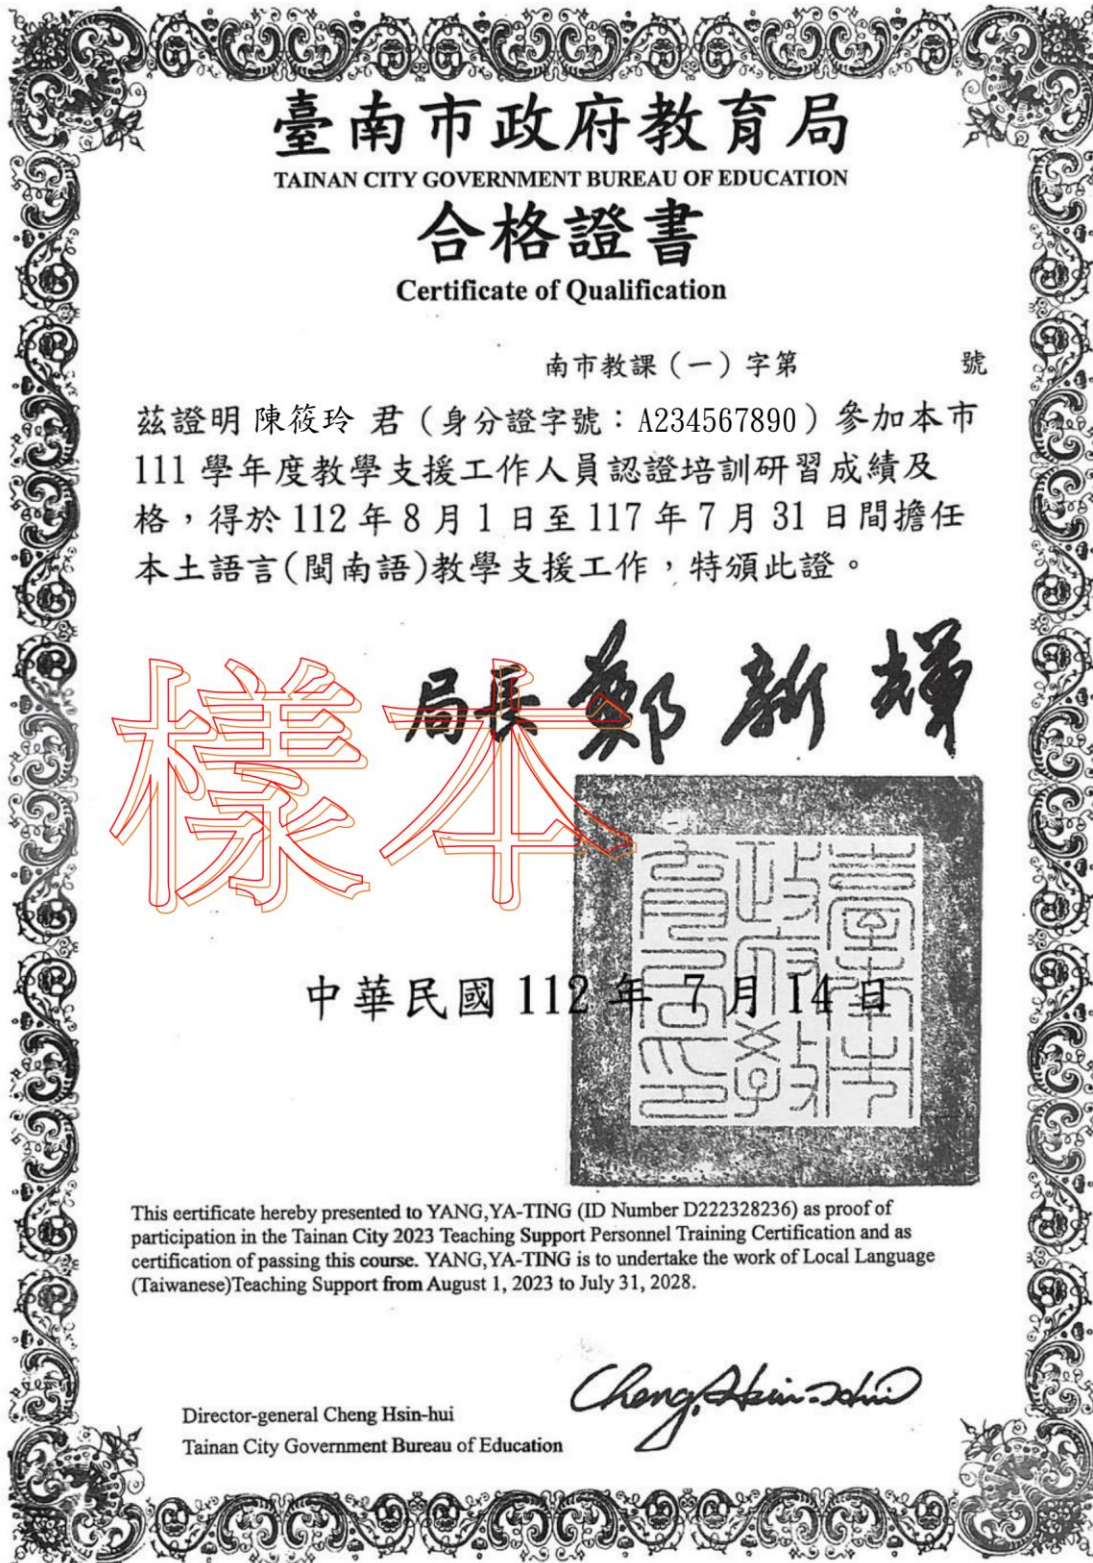 臺南市政府教育局
TAINAN CITY GOVERNMENT BUREAU OF EDUCATION
合格證書
Certificate of Qualification
南市教課(一)字第 號
茲證明 陳筱玲 君(身分證字號:A234567890)參加本市
111 學年度教學支援工作人員認證培訓研習成績及
格,得於 112 年 8 月 1 日至 117 年 7 月 31 日間擔任
本土語言(閩南語)教學支援工作,特頒此證。
局長 鄭新輝
樣本
臺南市政府教育局印
中華民國 112 年 7 月 14 日
This certificate hereby presented to YANG,YA-TING (ID Number D222328236) as proof of
participation in the Tainan City 2023 Teaching Support Personnel Training Certification and as
certification of passing this course. YANG,YA-TING is to undertake the work of Local Language
(Taiwanese)Teaching Support from August 1, 2023 to July 31, 2028.
Cheng, Hsin-hui
Director-general Cheng Hsin-hui
Tainan City Government Bureau of Education